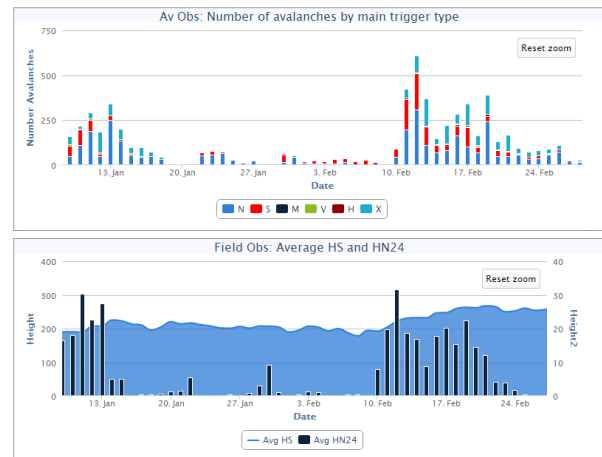 Av Obs: Number of avalanches by main trigger type
Reset zoom
Number Avalanches
750
500
250
0
13. Jan 20. Jan 27. Jan 3. Feb 10. Feb 17. Feb 24. Feb
Date
N S M V H X
Field Obs: Average HS and HN24
Reset zoom
Height
400
300
200
100
0
40
30
20
10
0
Height2
13. Jan 20. Jan 27. Jan 3. Feb 10. Feb 17. Feb 24. Feb
Date
Avg HS Avg HN24